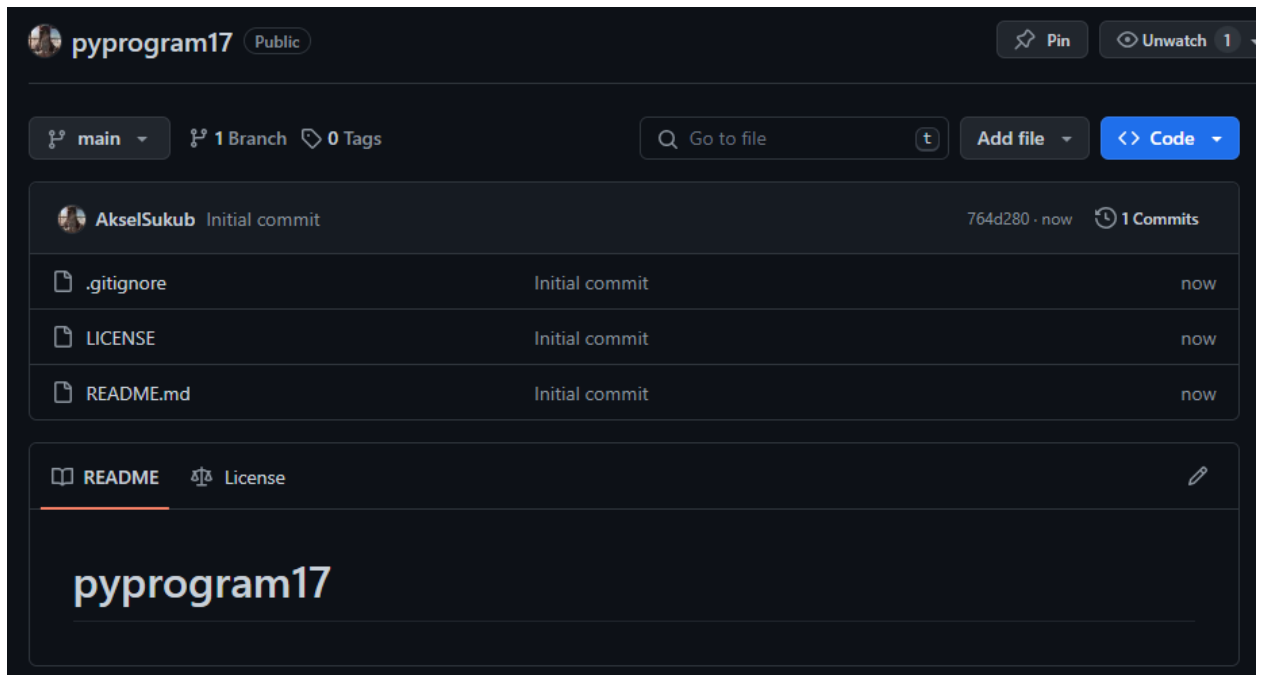 pyprogram17 Public Pin Unwatch 1
main 1 Branch 0 Tags Go to file t Add file Code
AkselSukub Initial commit 764d280 · now 1 Commits
.gitignore Initial commit now
LICENSE Initial commit now
README.md Initial commit now
README License
pyprogram17